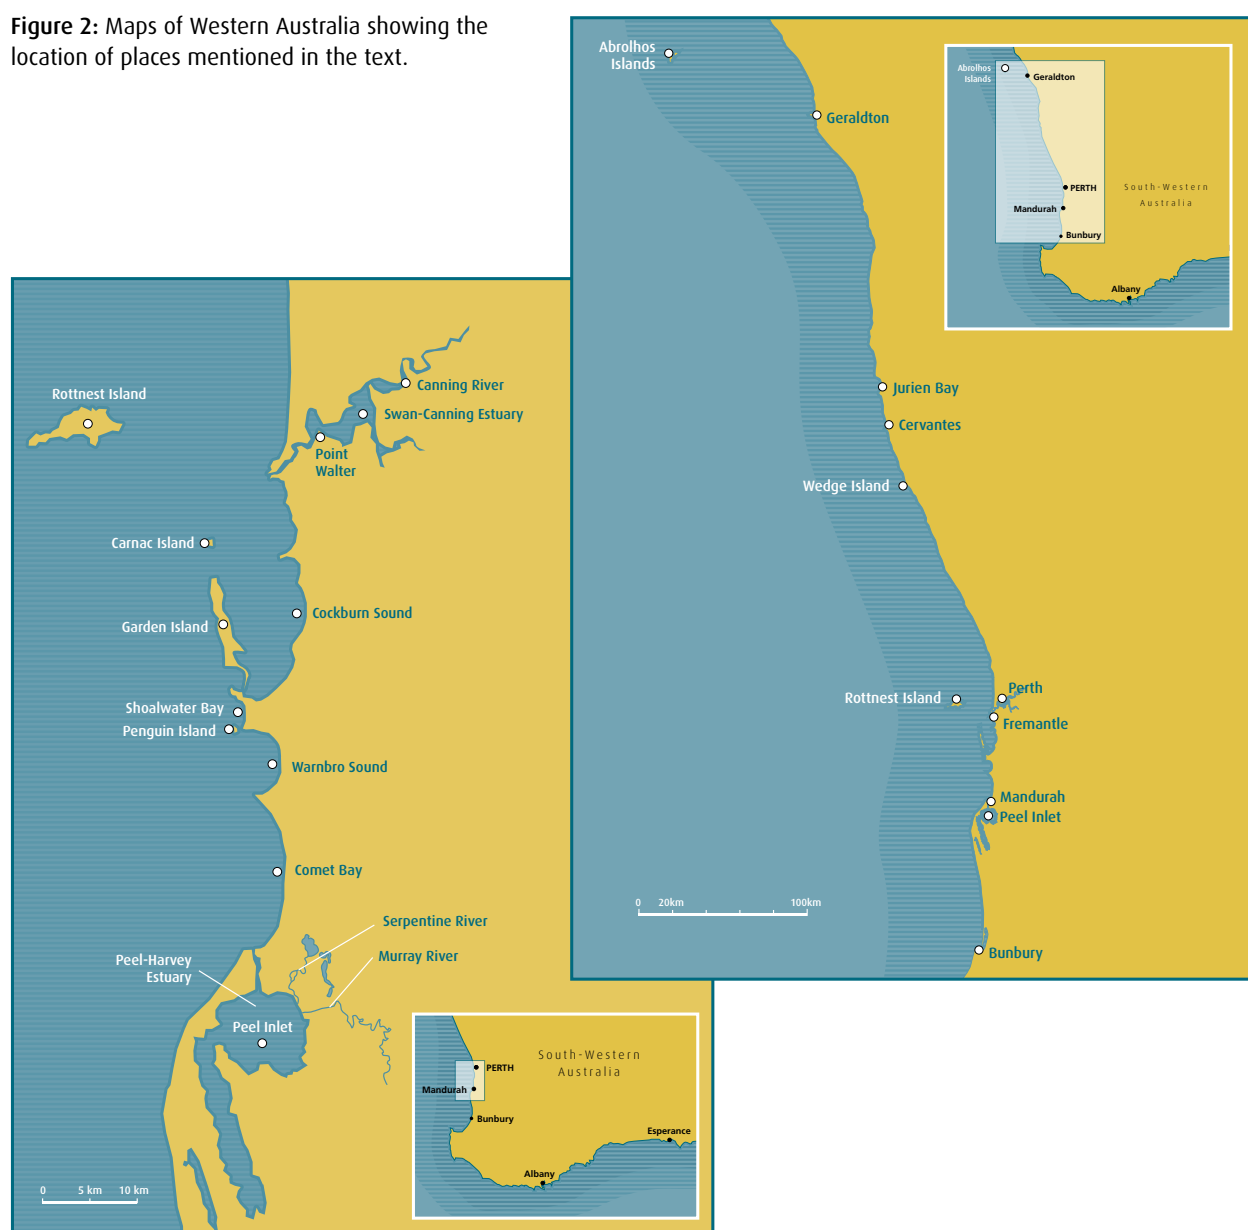 Figure 2: Maps of Western Australia showing the
location of places mentioned in the text.
Abrolhos
Islands
Geraldton
Jurien Bay
Cervantes
Wedge Island
Rottnest Island
Perth
Fremantle
Mandurah
Peel Inlet
0 20km 100km
Bunbury
Abrolhos
Islands
Geraldton
PERTH
South-Western
Australia
Mandurah
Bunbury
Albany
Rottnest Island
Canning River
Swan-Canning Estuary
Point
Walter
Carnac Island
Cockburn Sound
Garden Island
Shoalwater Bay
Penguin Island
Warnbro Sound
Comet Bay
Serpentine River
Murray River
Peel-Harvey
Estuary
Peel Inlet
0 5 km 10 km
South-Western
Australia
PERTH
Mandurah
Bunbury
Esperance
Albany